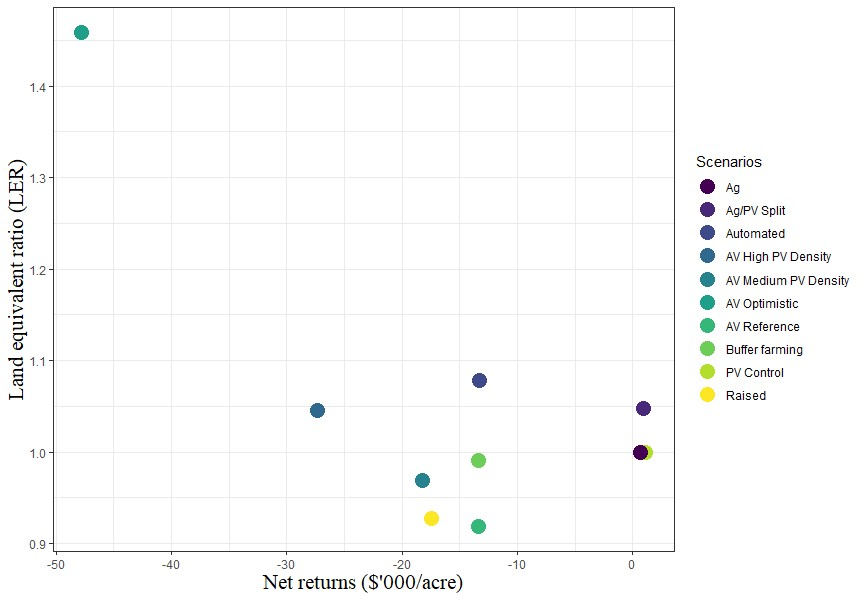 Land equivalent ratio (LER)
1.4
1.3
1.2
1.1
1.0
0.9
-50
-40
-30
-20
-10
0
Net returns ($'000/acre)
Scenarios
Ag
Ag/PV Split
Automated
AV High PV Density
AV Medium PV Density
AV Optimistic
AV Reference
Buffer farming
PV Control
Raised